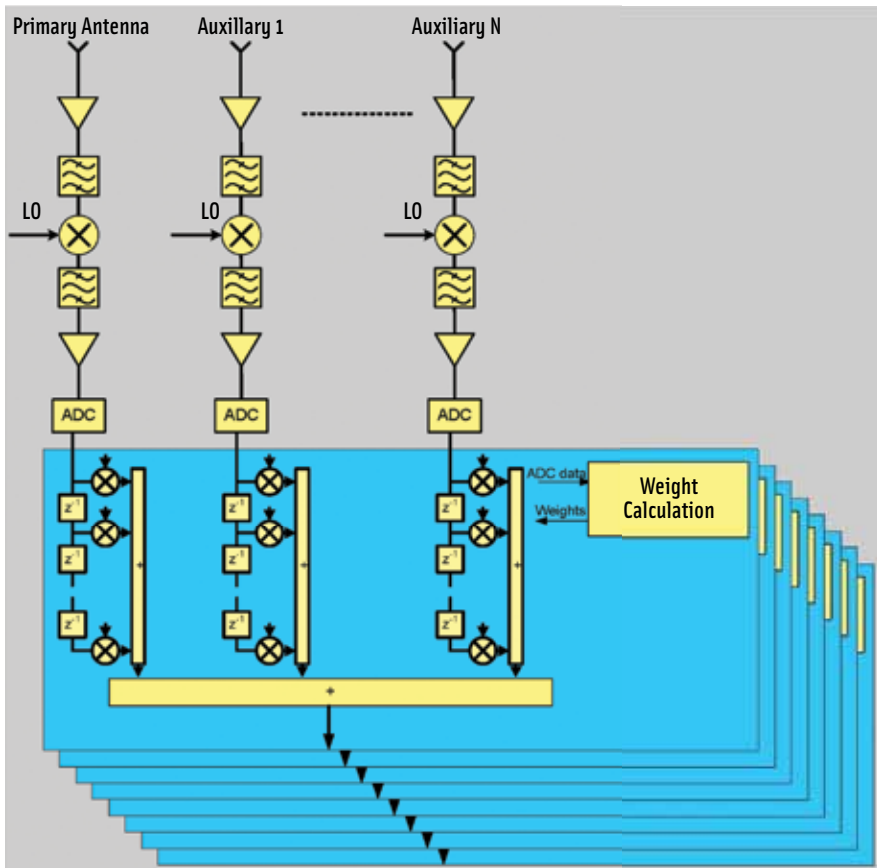 Primary Antenna
Auxillary 1
Auxiliary N
LO
LO
LO
ADC
ADC
ADC
ADC data
Weights
Weight
Calculation
z⁻¹
z⁻¹
z⁻¹
z⁻¹
z⁻¹
z⁻¹
z⁻¹
z⁻¹
z⁻¹
+
+
+
+